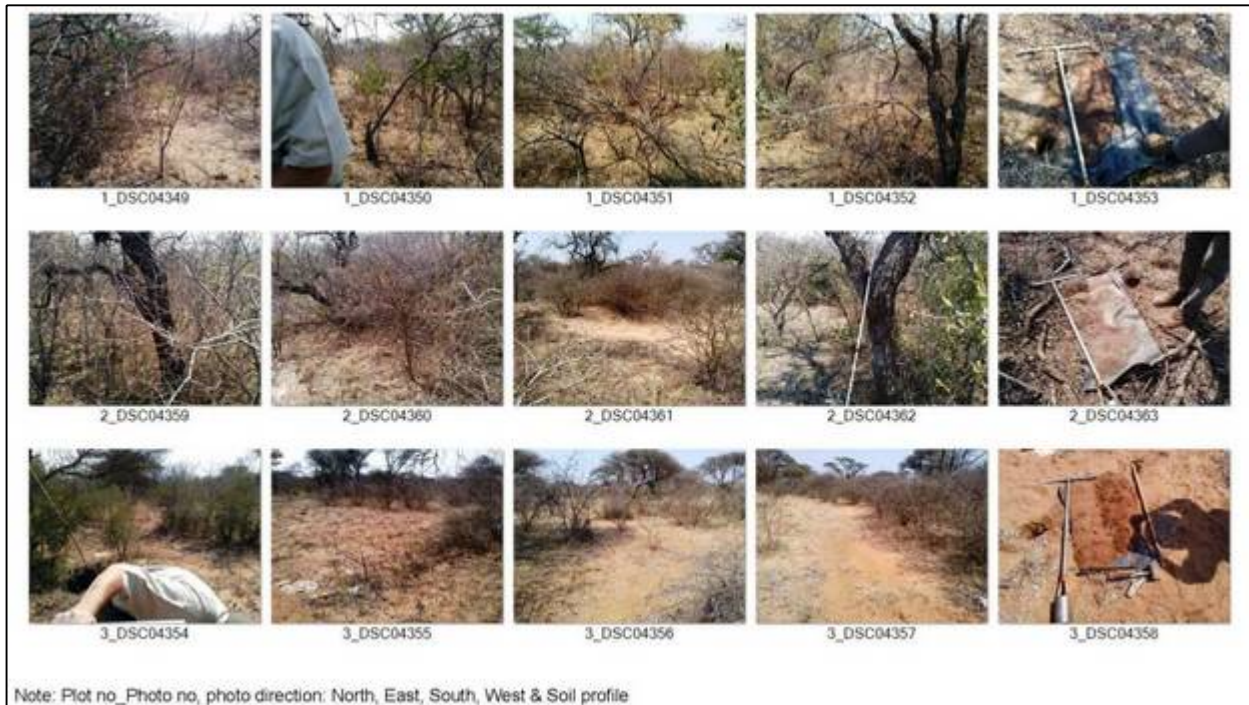 1_DSC04349 1_DSC04350 1_DSC04351 1_DSC04352 1_DSC04353
2_DSC04359 2_DSC04360 2_DSC04361 2_DSC04362 2_DSC04363
3_DSC04354 3_DSC04355 3_DSC04356 3_DSC04357 3_DSC04358
Note: Plot no_Photo no, photo direction: North, East, South, West & Soil profile